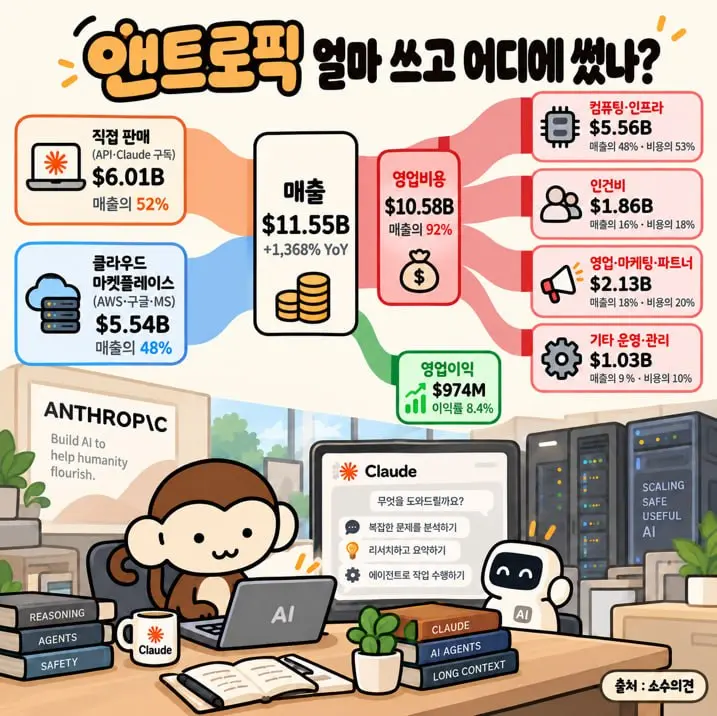 앤트로픽 얼마 쓰고 어디에 썼나?
직접 판매
(API·Claude 구독)
$6.01B
매출의 52%
클라우드
마켓플레이스
(AWS·구글·MS)
$5.54B
매출의 48%
매출
$11.55B
+1,368% YoY
영업비용
$10.58B
매출의 92%
$
영업이익
$974M
이익률 8.4%
컴퓨팅·인프라
$5.56B
매출의 48% · 비용의 53%
인건비
$1.86B
매출의 16% · 비용의 18%
영업·마케팅·파트너
$2.13B
매출의 18% · 비용의 20%
기타 운영·관리
$1.03B
매출의 9% · 비용의 10%
ANTHROP\C
Build AI to
help humanity
flourish.
Claude
무엇을 도와드릴까요?
복잡한 문제를 분석하기
리서치하고 요약하기
에이전트로 작업 수행하기
SCALING
SAFE
USEFUL
AI
AI
AI
REASONING
AGENTS
SAFETY
Claude
CLAUDE
AI AGENTS
LONG CONTEXT
출처 : 소수의견